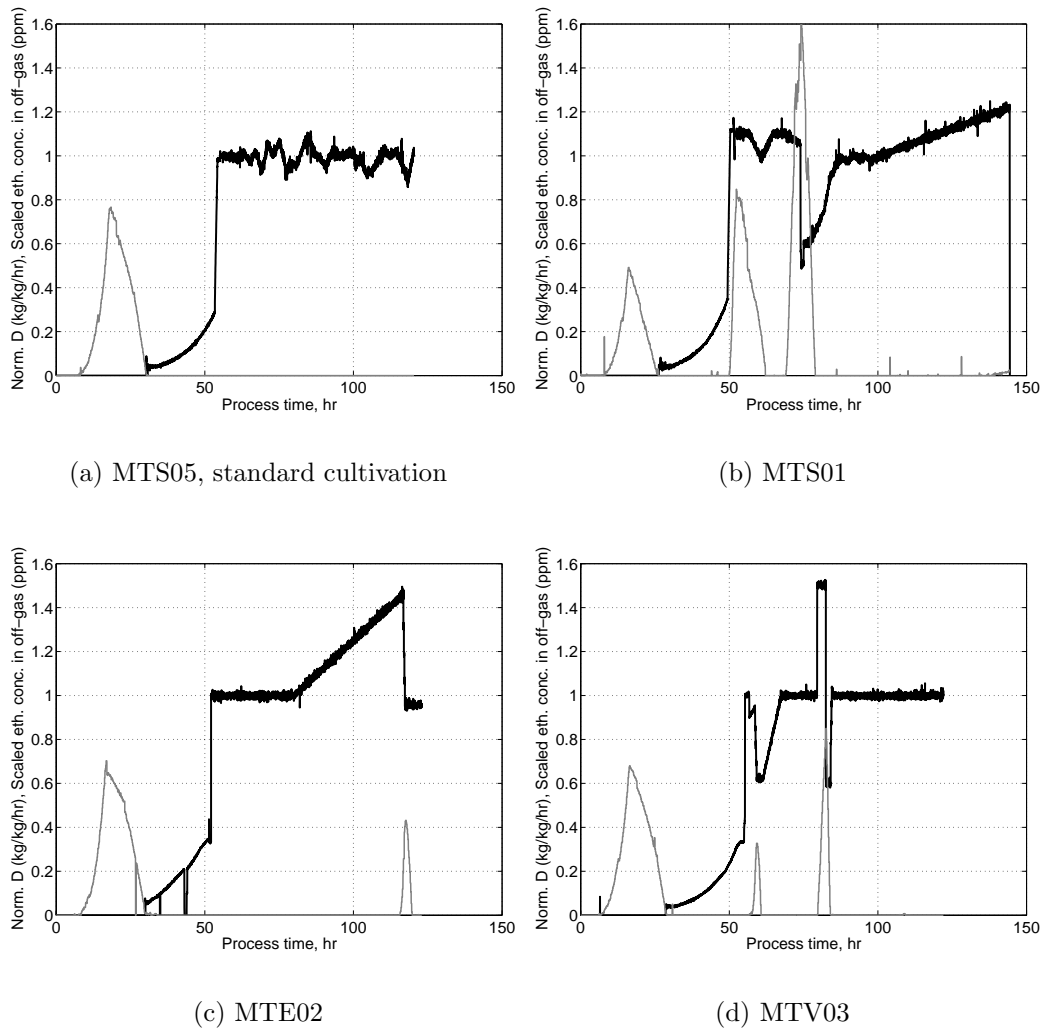 Norm. D (kg/kg/hr), Scaled eth. conc. in off−gas (ppm)
1.6
1.4
1.2
1
0.8
0.6
0.4
0.2
0
0 50 100 150
Process time, hr
(a) MTS05, standard cultivation
Norm. D (kg/kg/hr), Scaled eth. conc. in off−gas (ppm)
1.6
1.4
1.2
1
0.8
0.6
0.4
0.2
0
0 50 100 150
Process time, hr
(b) MTS01
Norm. D (kg/kg/hr), Scaled eth. conc. in off−gas (ppm)
1.6
1.4
1.2
1
0.8
0.6
0.4
0.2
0
0 50 100 150
Process time, hr
(c) MTE02
Norm. D (kg/kg/hr), Scaled eth. conc. in off−gas (ppm)
1.6
1.4
1.2
1
0.8
0.6
0.4
0.2
0
0 50 100 150
Process time, hr
(d) MTV03